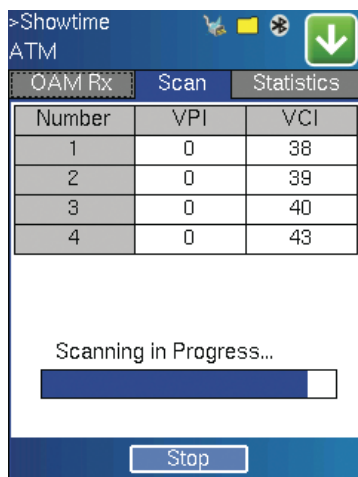 >Showtime
ATM
OAM Rx Scan Statistics
Number VPI VCI
1 0 38
2 0 39
3 0 40
4 0 43
Scanning in Progress...
Stop